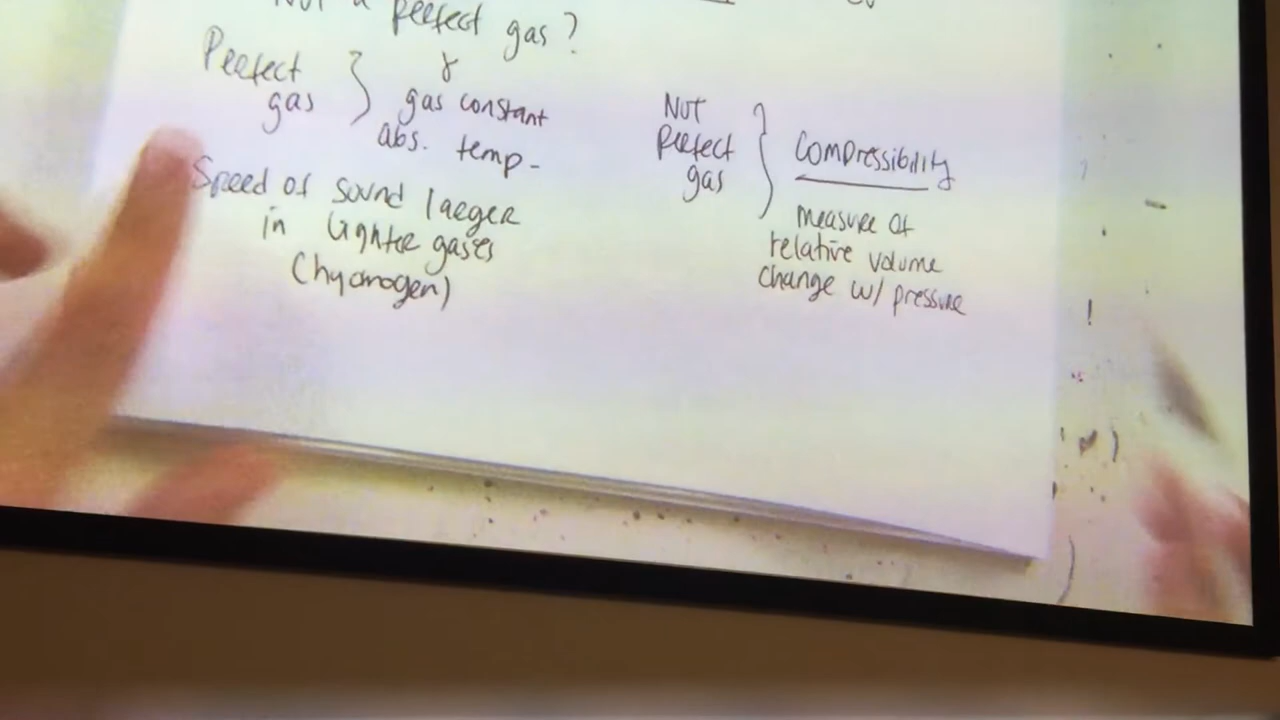 Not a perfect gas?
Perfect
gas
γ
gas constant
abs. temp-
Speed of sound larger
in lighter gases
(hydrogen)
Not
perfect
gas
Compressibility
measure of
relative volume
change w/ pressure